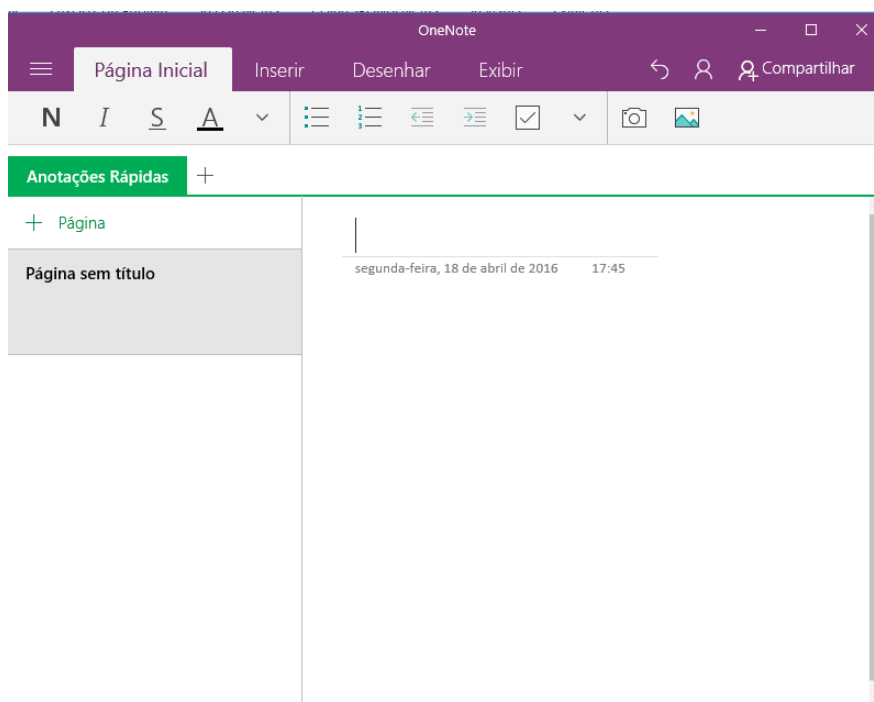 OneNote
Página Inicial Inserir Desenhar Exibir Compartilhar
N I S A
Anotações Rápidas
Página
Página sem título
segunda-feira, 18 de abril de 2016 17:45